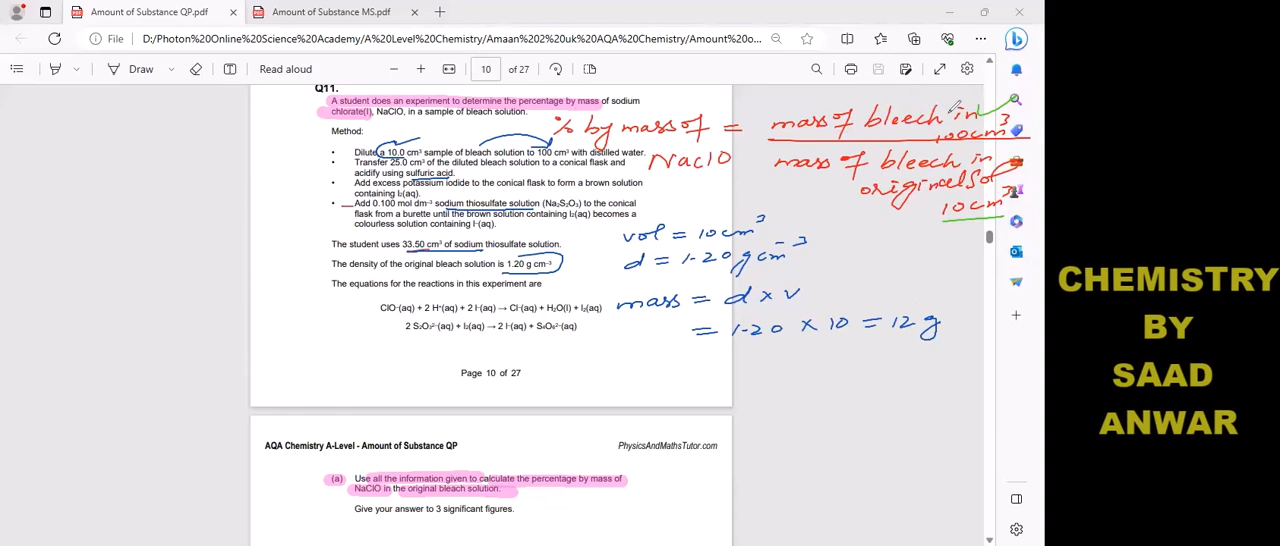 Amount of Substance QP.pdf
Amount of Substance MS.pdf
File
D:/Photon%20Online%20Science%20Academy/A%20Level%20Chemistry/Amaan%202%20uk%20AQA%20Chemistry/Amount%20o...
Draw
Read aloud
10
of 27
Q11.
A student does an experiment to determine the percentage by mass of sodium
chlorate(I), NaClO, in a sample of bleach solution.
Method:
• Dilute a 10.0 cm³ sample of bleach solution to 100 cm³ with distilled water.
• Transfer 25.0 cm³ of the diluted bleach solution to a conical flask and
acidify using sulfuric acid.
• Add excess potassium iodide to the conical flask to form a brown solution
containing I₂(aq).
• Add 0.100 mol dm⁻³ sodium thiosulfate solution (Na₂S₂O₃) to the conical
flask from a burette until the brown solution containing I₂(aq) becomes a
colourless solution containing I⁻(aq).
The student uses 33.50 cm³ of sodium thiosulfate solution.
The density of the original bleach solution is 1.20 g cm⁻³
The equations for the reactions in this experiment are
ClO⁻(aq) + 2 H⁺(aq) + 2 I⁻(aq) → Cl⁻(aq) + H₂O(l) + I₂(aq)
2 S₂O₃²⁻(aq) + I₂(aq) → 2 I⁻(aq) + S₄O₆²⁻(aq)
Page 10 of 27
% by mass of = mass of bleech in
100cm³
NaClO mass of bleech in
original Sol
10cm³
vol = 10cm³
d = 1.20 g cm⁻³
mass = d × v
= 1.20 × 10 = 12 g
AQA Chemistry A-Level - Amount of Substance QP
PhysicsAndMathsTutor.com
(a) Use all the information given to calculate the percentage by mass of
NaClO in the original bleach solution.
Give your answer to 3 significant figures.
CHEMISTRY
BY
SAAD
ANWAR